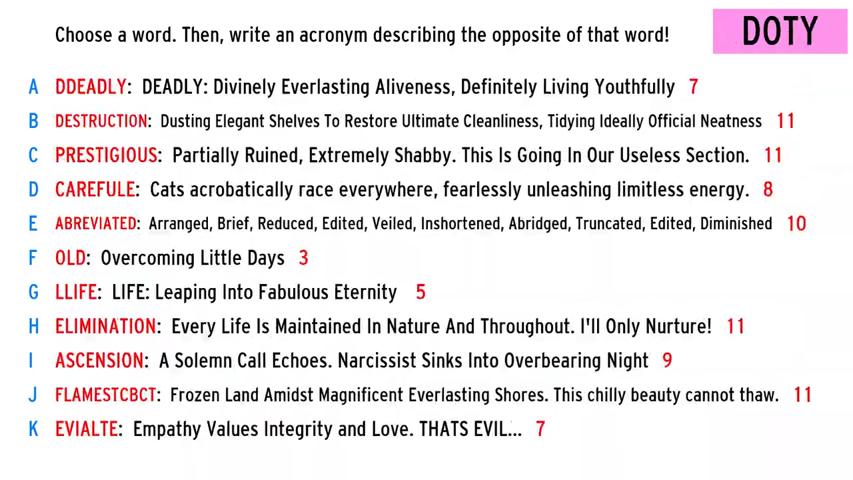 Choose a word. Then, write an acronym describing the opposite of that word!
DOTY
A DDEADLY: DEADLY: Divinely Everlasting Aliveness, Definitely Living Youthfully 7
B DESTRUCTION: Dusting Elegant Shelves To Restore Ultimate Cleanliness, Tidying Ideally Official Neatness 11
C PRESTIGIOUS: Partially Ruined, Extremely Shabby. This Is Going In Our Useless Section. 11
D CAREFULE: Cats acrobatically race everywhere, fearlessly unleashing limitless energy. 8
E ABREVIATED: Arranged, Brief, Reduced, Edited, Veiled, Inshortened, Abridged, Truncated, Edited, Diminished 10
F OLD: Overcoming Little Days 3
G LLIFE: LIFE: Leaping Into Fabulous Eternity 5
H ELIMINATION: Every Life Is Maintained In Nature And Throughout. I'll Only Nurture! 11
I ASCENSION: A Solemn Call Echoes. Narcissist Sinks Into Overbearing Night 9
J FLAMESTCBCT: Frozen Land Amidst Magnificent Everlasting Shores. This chilly beauty cannot thaw. 11
K EVIALTE: Empathy Values Integrity and Love. THATS EVIL... 7